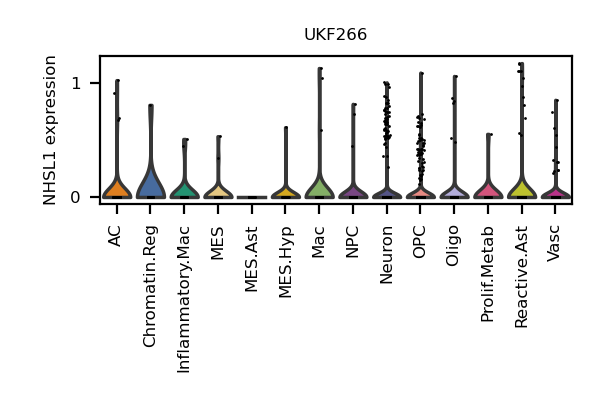 UKF266
NHSL1 expression
1
0
AC
Chromatin.Reg
Inflammatory.Mac
MES
MES.Ast
MES.Hyp
Mac
NPC
Neuron
OPC
Oligo
Prolif.Metab
Reactive.Ast
Vasc